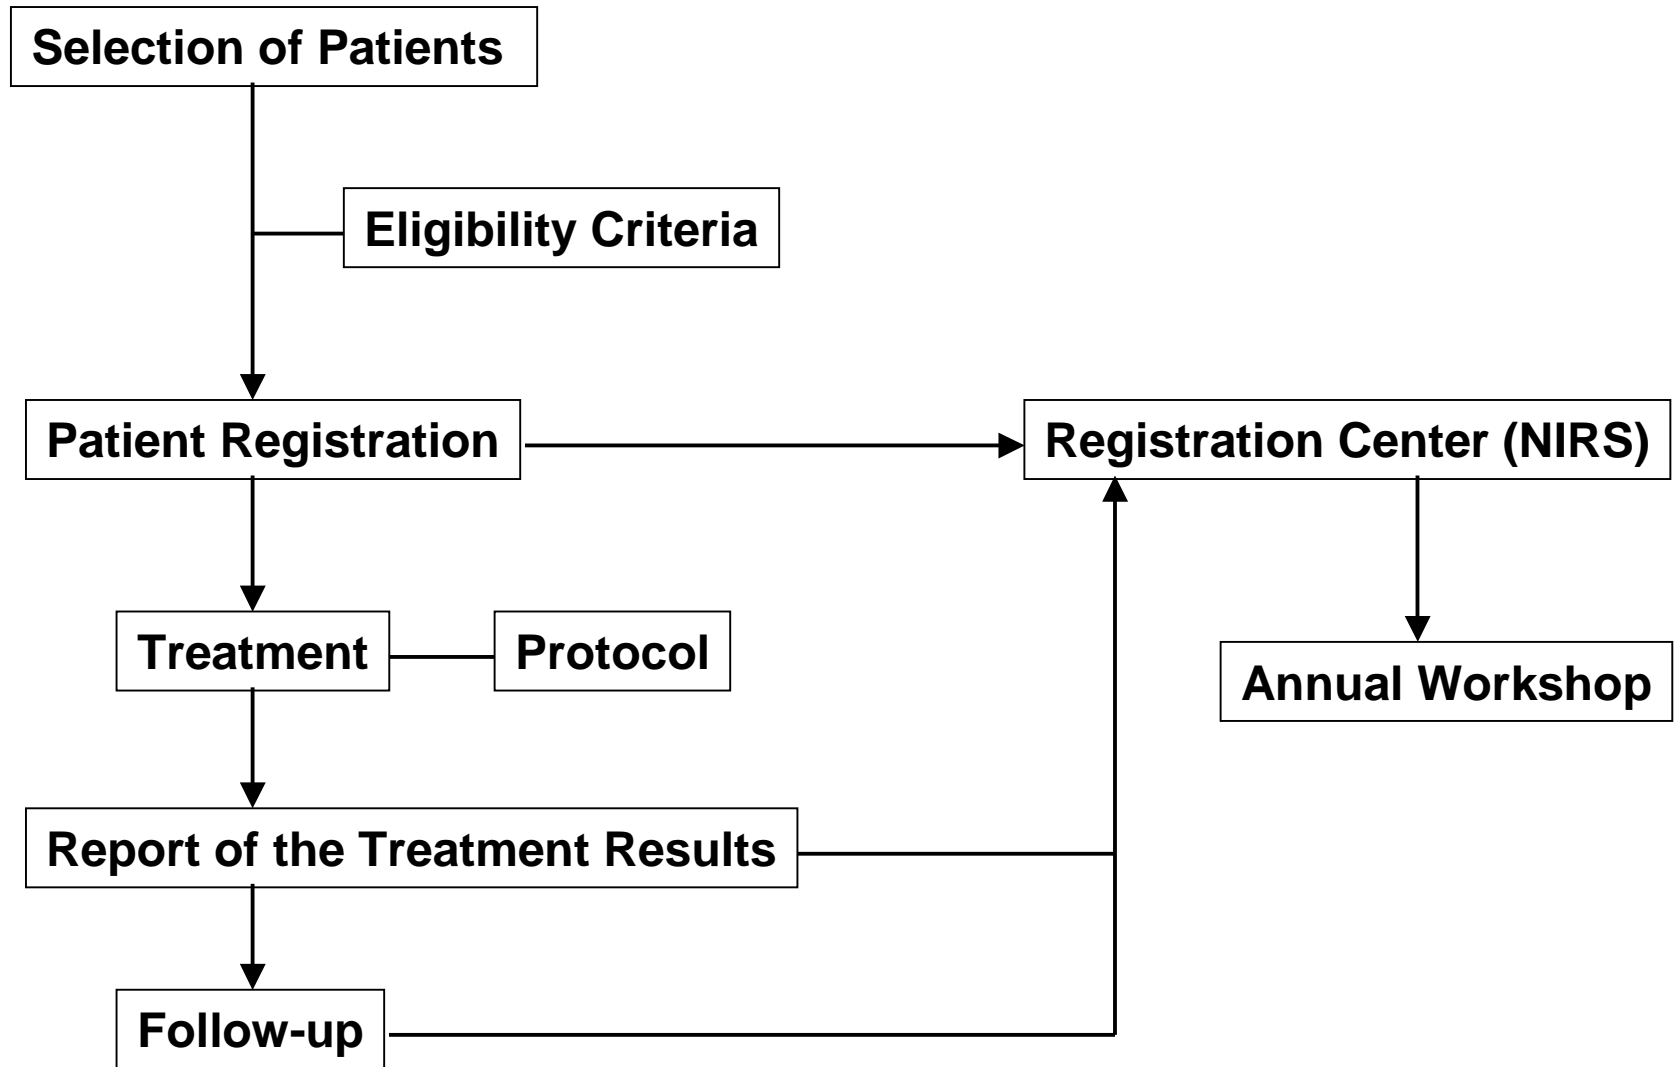 Selection of Patients
Eligibility Criteria
Patient Registration
Registration Center (NIRS)
Treatment
Protocol
Annual Workshop
Report of the Treatment Results
Follow-up